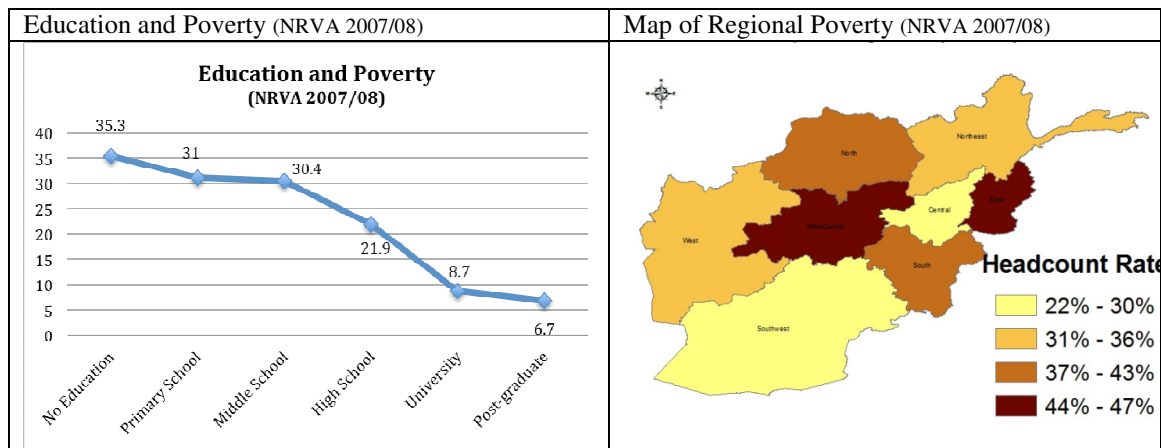 Education and Poverty (NRVA 2007/08)
Education and Poverty
(NRVA 2007/08)
40
35
30
25
20
15
10
5
0
35.3
31
30.4
21.9
8.7
6.7
No Education
Primary School
Middle School
High School
University
Post-graduate
Map of Regional Poverty (NRVA 2007/08)
Northeast
North
East
Central
West
WestCentral
South
Southwest
Headcount Rate
22% - 30%
31% - 36%
37% - 43%
44% - 47%